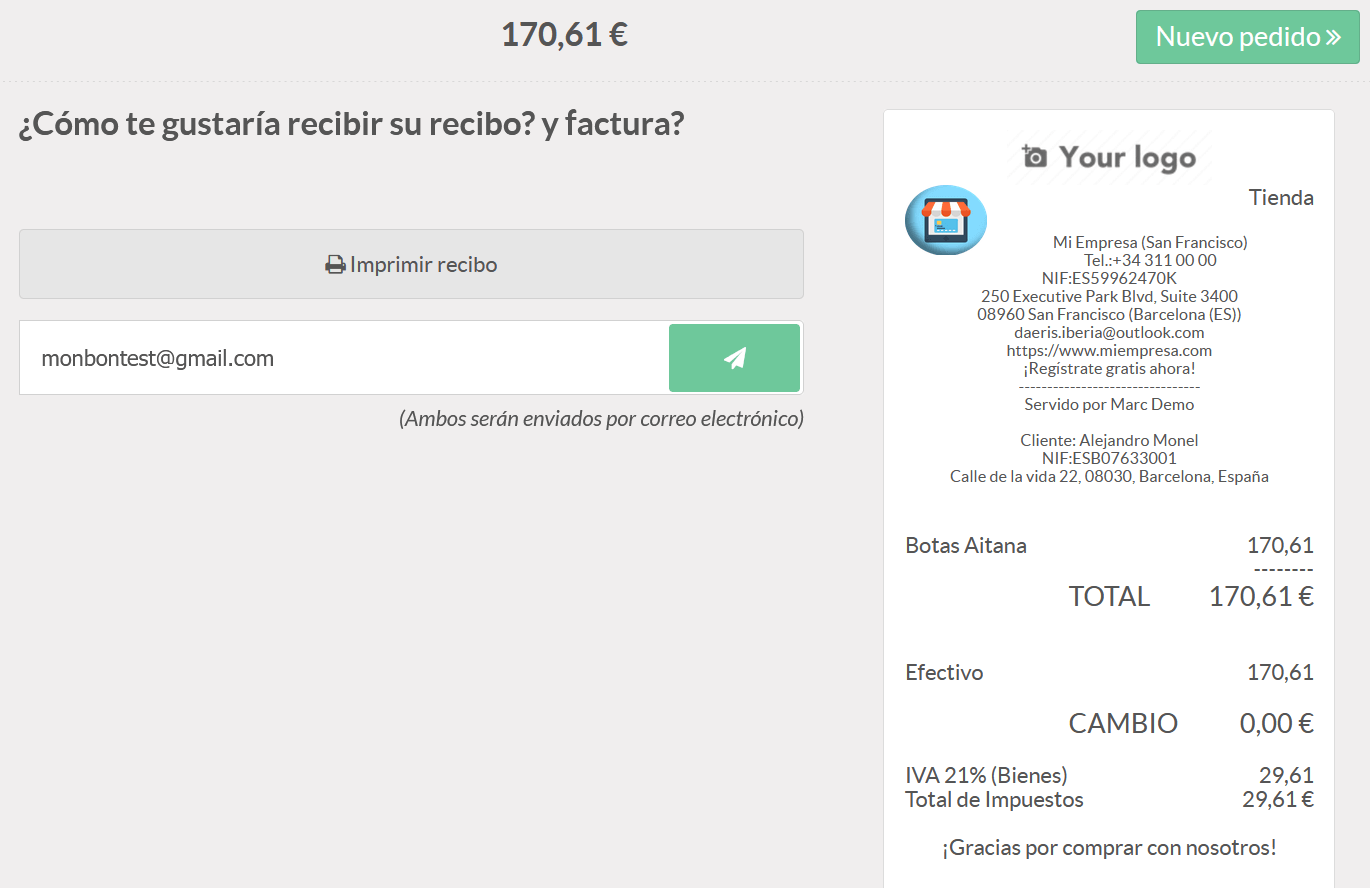 170,61 €
Nuevo pedido »
¿Cómo te gustaría recibir su recibo? y factura?
Imprimir recibo
monbontest@gmail.com
(Ambos serán enviados por correo electrónico)
Your logo
Tienda
Mi Empresa (San Francisco)
Tel.:+34 311 00 00
NIF:ES59962470K
250 Executive Park Blvd, Suite 3400
08960 San Francisco (Barcelona (ES))
daeris.iberia@outlook.com
https://www.miempresa.com
¡Regístrate gratis ahora!
--------------------------------
Servido por Marc Demo
Cliente: Alejandro Monel
NIF:ESB07633001
Calle de la vida 22, 08030, Barcelona, España
Botas Aitana 170,61
--------
TOTAL 170,61 €
Efectivo 170,61
CAMBIO 0,00 €
IVA 21% (Bienes) 29,61
Total de Impuestos 29,61 €
¡Gracias por comprar con nosotros!